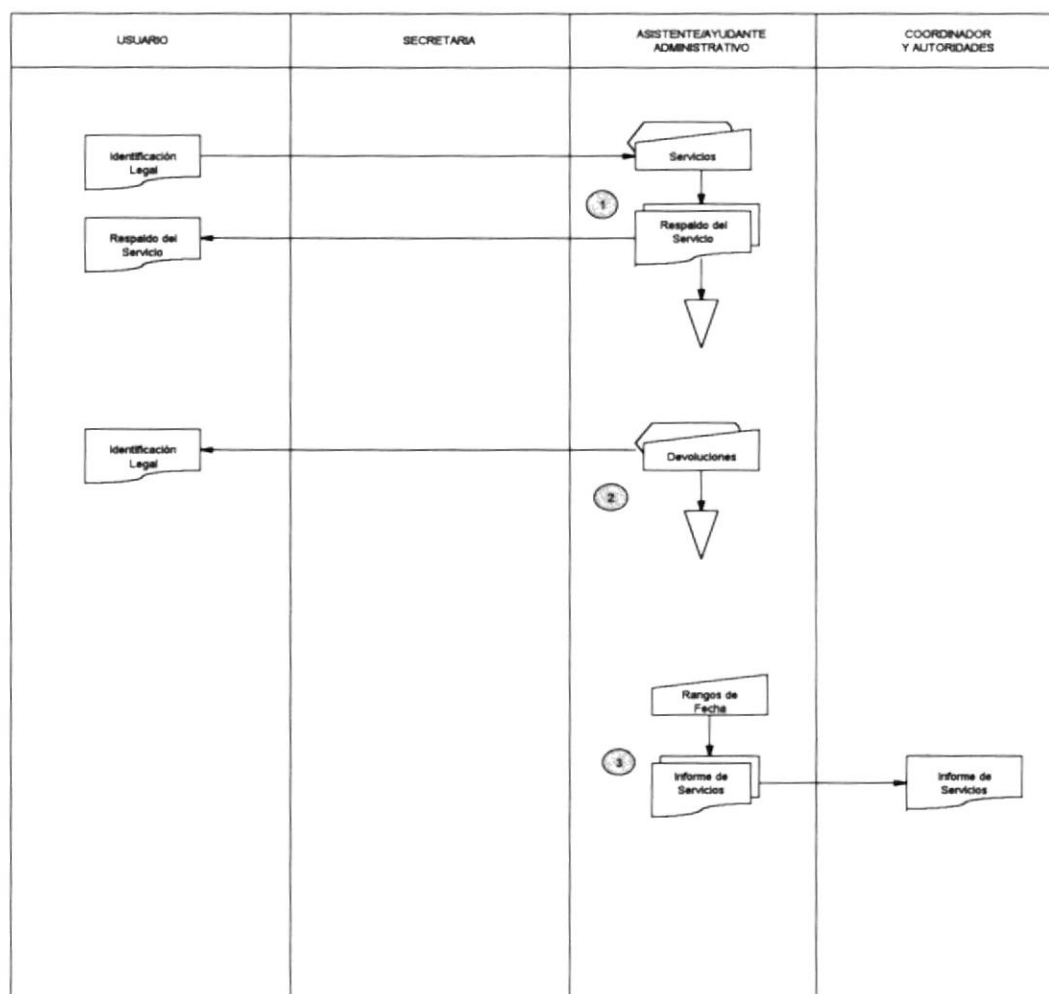 USUARIO
SECRETARIA
ASISTENTE/AYUDANTE
ADMINISTRATIVO
COORDINADOR
Y AUTORIDADES
Identificación
Legal
Servicios
1
Respaldo del
Servicio
Respaldo del
Servicio
Identificación
Legal
Devoluciones
2
Rangos de
Fecha
3
Informe de
Servicios
Informe de
Servicios